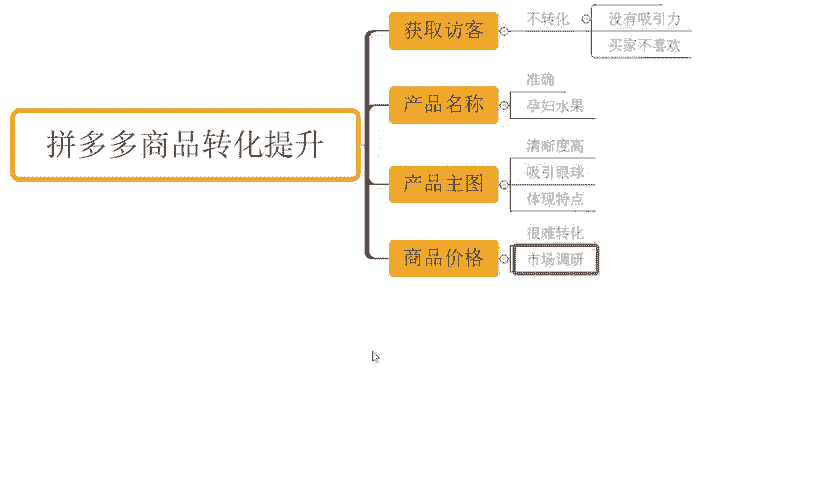 拼多多商品转化提升
获取访客
不转化
没有吸引力
买家不喜欢
产品名称
准确
孕妇水果
产品主图
清晰度高
吸引眼球
体现特点
商品价格
很难转化
市场调研